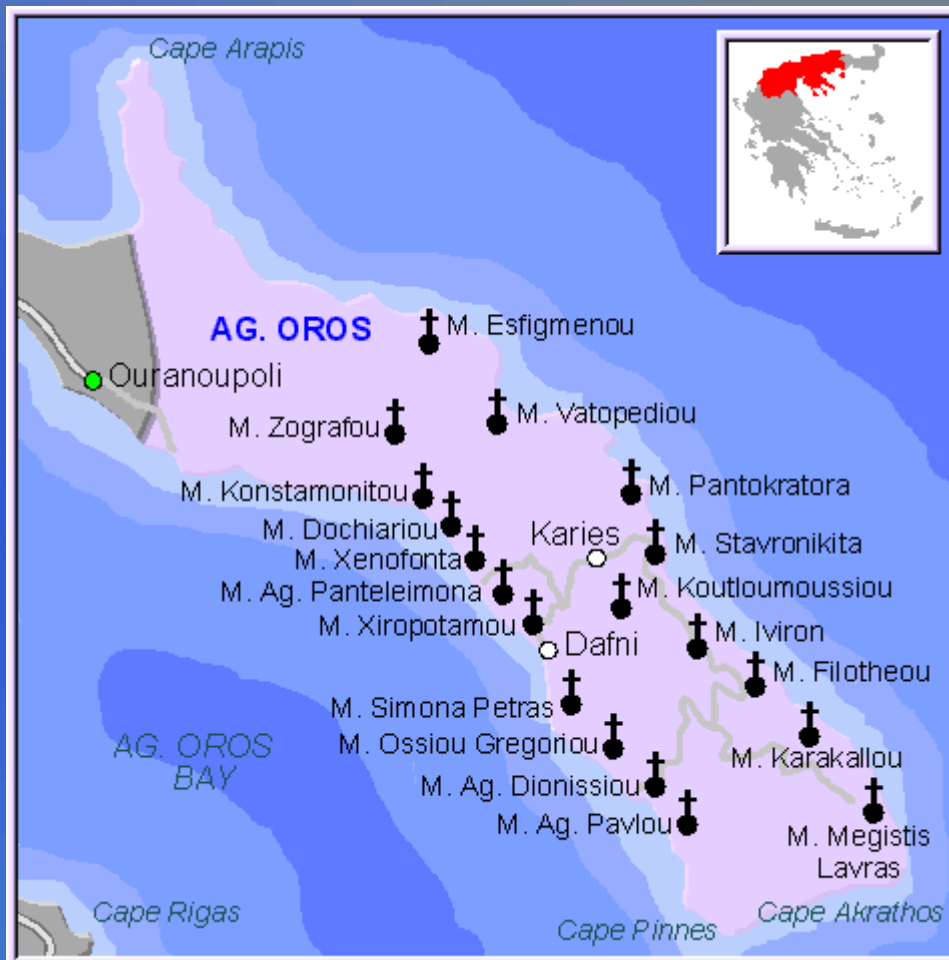 Cape Arapis
AG. OROS
M. Esfigmenou
Ouranoupoli
M. Zografou
M. Vatopediou
M. Konstamonitou
M. Pantokratora
M. Dochiariou
Karies
M. Stavronikita
M. Xenofonta
M. Ag. Panteleimona
M. Koutloumoussiou
M. Xiropotamou
M. Iviron
Dafni
M. Filotheou
M. Simona Petras
M. Ossiou Gregoriou
AG. OROS
BAY
M. Karakallou
M. Ag. Dionissiou
M. Ag. Pavlou
M. Megistis
Lavras
Cape Rigas
Cape Pinnes
Cape Akrathos